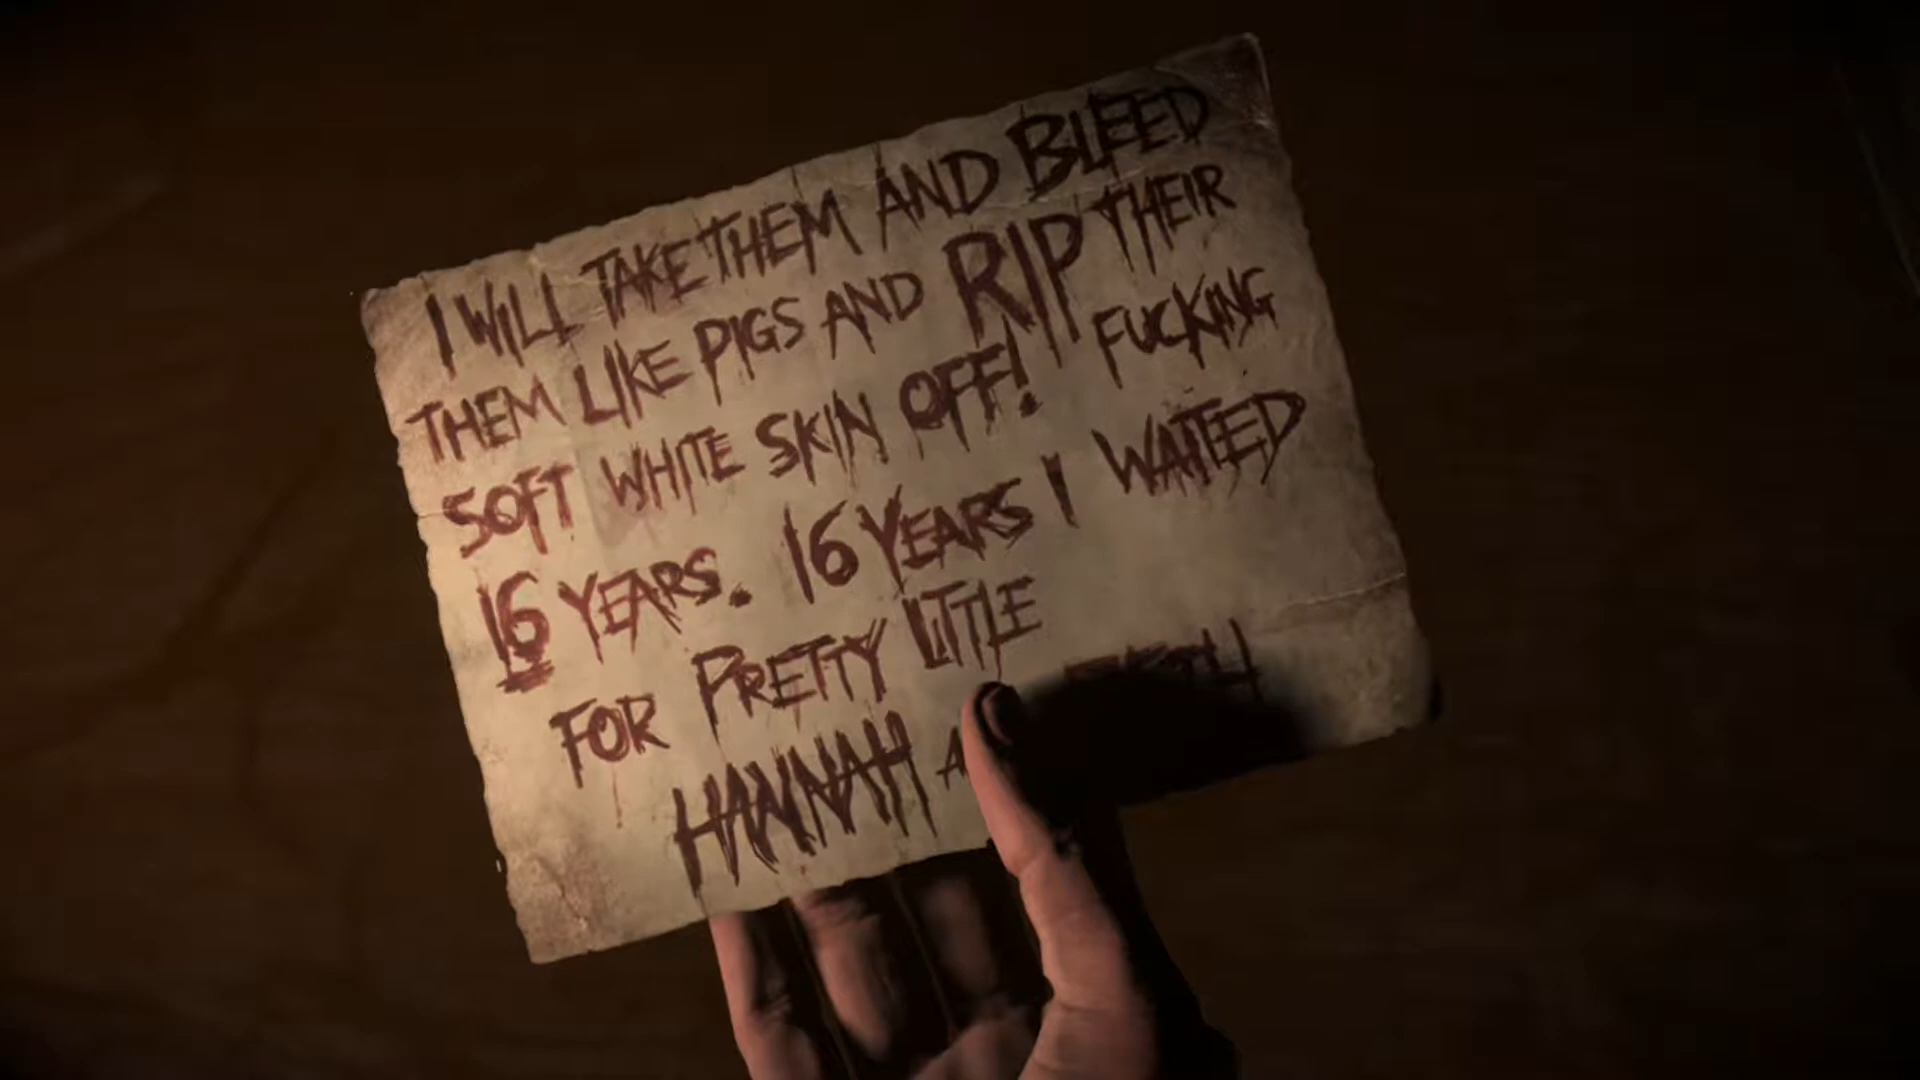 I WILL TAKE THEM AND BLEED
THEM LIKE PIGS AND RIP THEIR
SOFT WHITE SKIN OFF! FUCKING
16 YEARS. 16 YEARS I WAITED
FOR PRETTY LITTLE
HANNAH